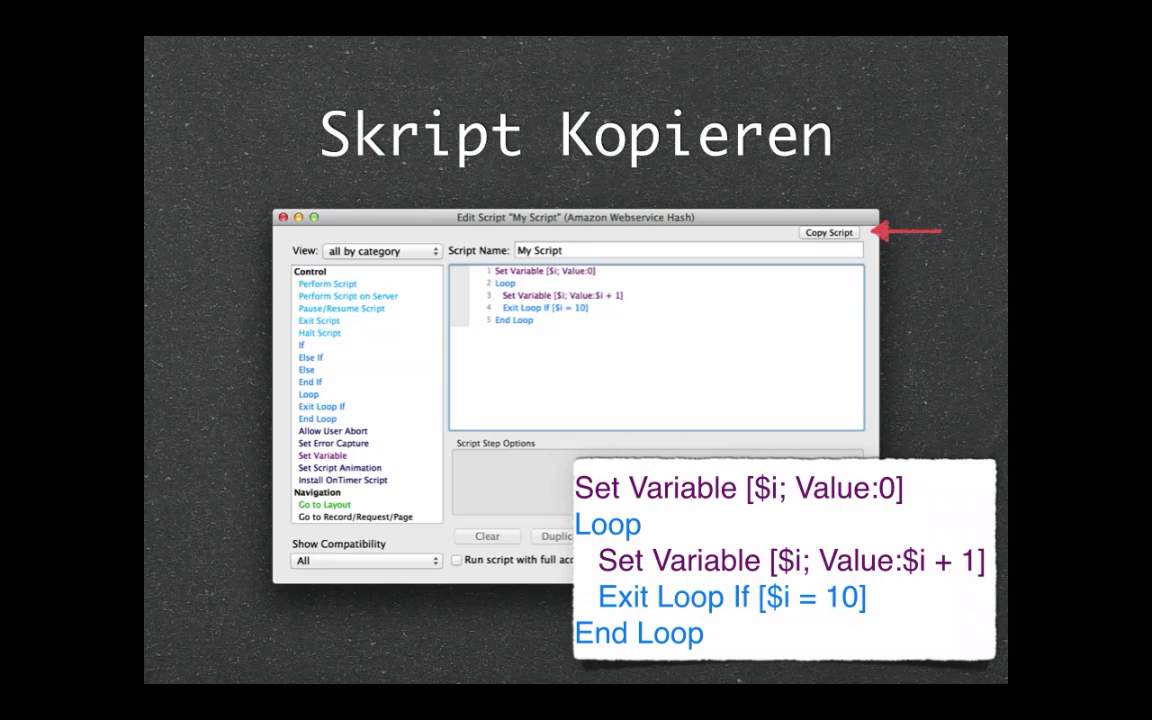 Skript Kopieren
Edit Script "My Script" (Amazon Webservice Hash)
Copy Script
View: all by category
Script Name: My Script
Control
Perform Script
Perform Script on Server
Pause/Resume Script
Exit Script
Halt Script
If
Else If
Else
End If
Loop
Exit Loop If
End Loop
Allow User Abort
Set Error Capture
Set Variable
Set Script Animation
Install OnTimer Script
Navigation
Go to Layout
Go to Record/Request/Page
1 Set Variable [$i; Value:0]
2 Loop
3 Set Variable [$i; Value:$i + 1]
4 Exit Loop If [$i = 10]
5 End Loop
Script Step Options
Clear
Duplic
Show Compatibility
All
Run script with full acc
Set Variable [$i; Value:0]
Loop
Set Variable [$i; Value:$i + 1]
Exit Loop If [$i = 10]
End Loop